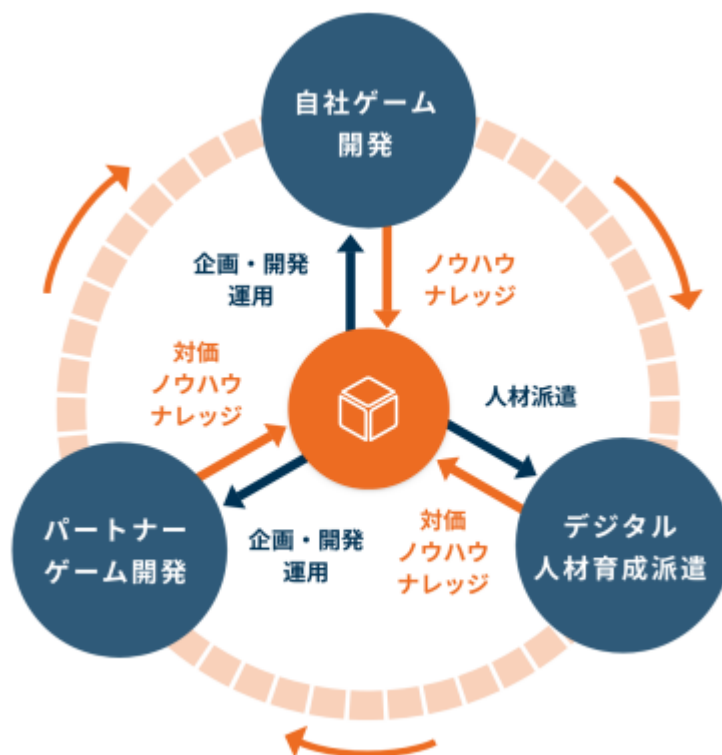 自社ゲーム
開発
企画・開発
運用
ノウハウ
ナレッジ
対価
ノウハウ
ナレッジ
人材派遣
パートナー
ゲーム開発
企画・開発
運用
対価
ノウハウ
ナレッジ
デジタル
人材育成派遣